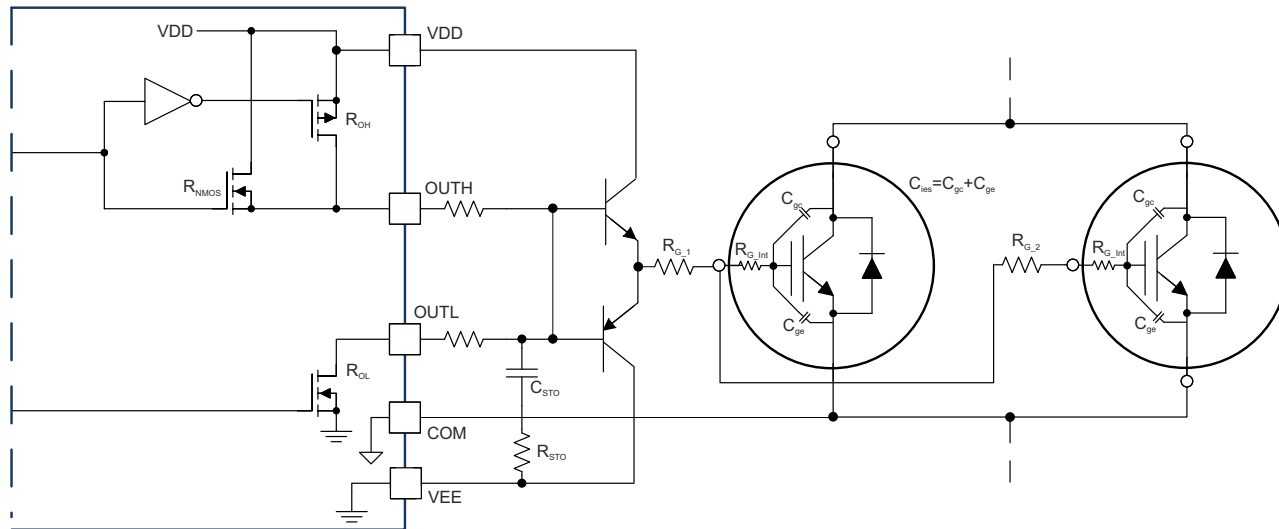 VDD
VDD
R_OH
R_NMOS
OUTH
OUTL
R_OL
C_STO
COM
R_STO
VEE
R_G_1
C_ies=C_gc+C_ge
C_gc
R_G_Int
C_ge
R_G_2
C_gc
R_G_Int
C_ge